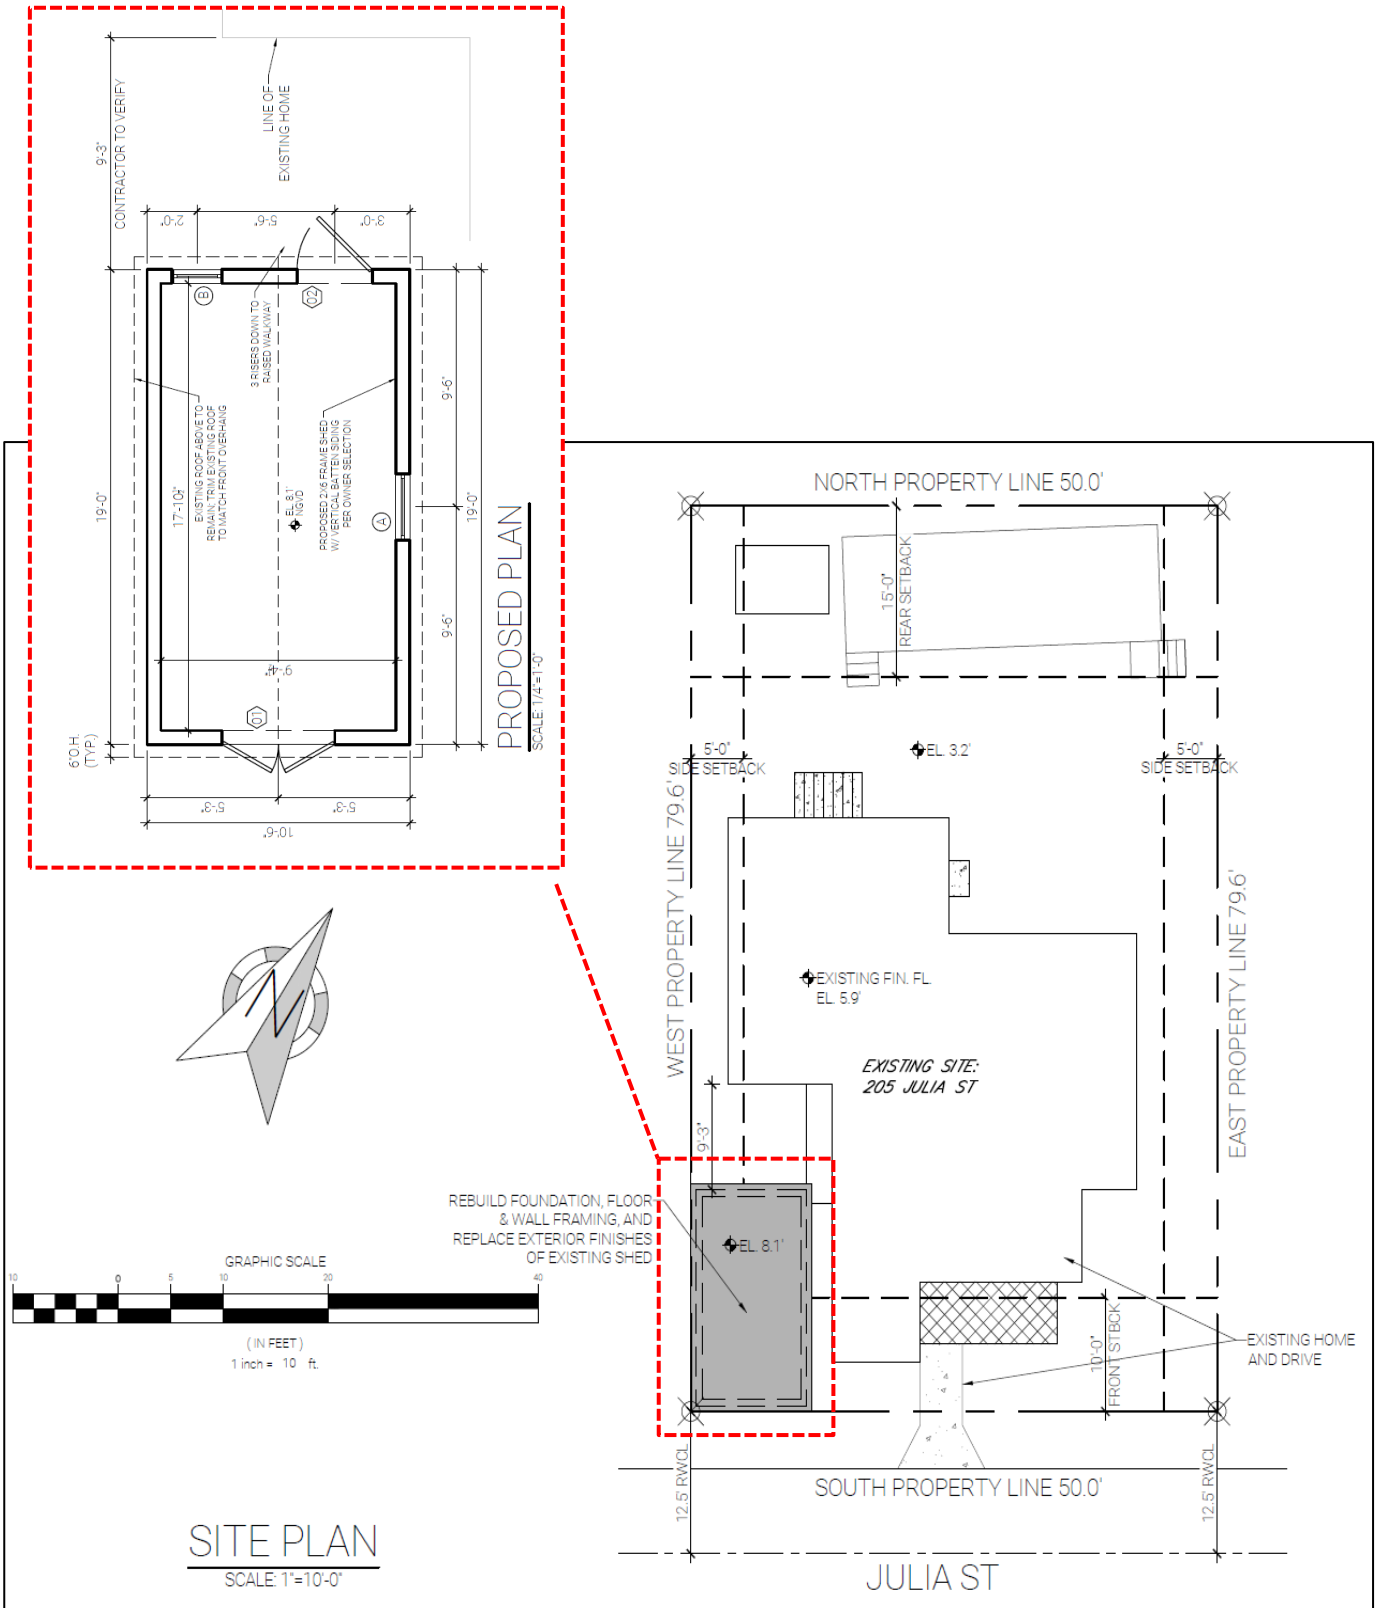 CONTRACTOR TO VERIFY
9'-3"
LINE OF
EXISTING HOME
2'-0"
5'-6"
3'-0"
B
02
3 RISERS DOWN TO
RAISED WALKWAY
EXISTING ROOF ABOVE TO
REMAIN; TRIM EXISTING ROOF
TO MATCH FRONT OVERHANG
PROPOSED 2X6 FRAME SHED
W/ VERTICAL BATTEN SIDING
PER OWNER SELECTION
EL. 8.1'
NGVD
A
19'-0"
9'-6"
9'-6"
19'-0"
01
6" O.H.
(TYP.)
5'-3"
5'-3"
10'-6"
PROPOSED PLAN
SCALE: 1/4"=1'-0"
NORTH PROPERTY LINE 50.0'
15'-0"
REAR SETBACK
5'-0"
SIDE SETBACK
EL. 3.2'
5'-0"
SIDE SETBACK
WEST PROPERTY LINE 79.6'
EAST PROPERTY LINE 79.6'
N
EXISTING FIN. FL.
EL. 5.9'
EXISTING SITE:
205 JULIA ST
9'-3"
REBUILD FOUNDATION, FLOOR
& WALL FRAMING, AND
REPLACE EXTERIOR FINISHES
OF EXISTING SHED
EL. 8.1'
GRAPHIC SCALE
10 0 5 10 20 40
( IN FEET )
1 inch = 10 ft.
10'-0"
FRONT STBCK
EXISTING HOME
AND DRIVE
12.5' RWCL
SOUTH PROPERTY LINE 50.0'
12.5' RWCL
SITE PLAN
SCALE: 1"=10'-0"
JULIA ST